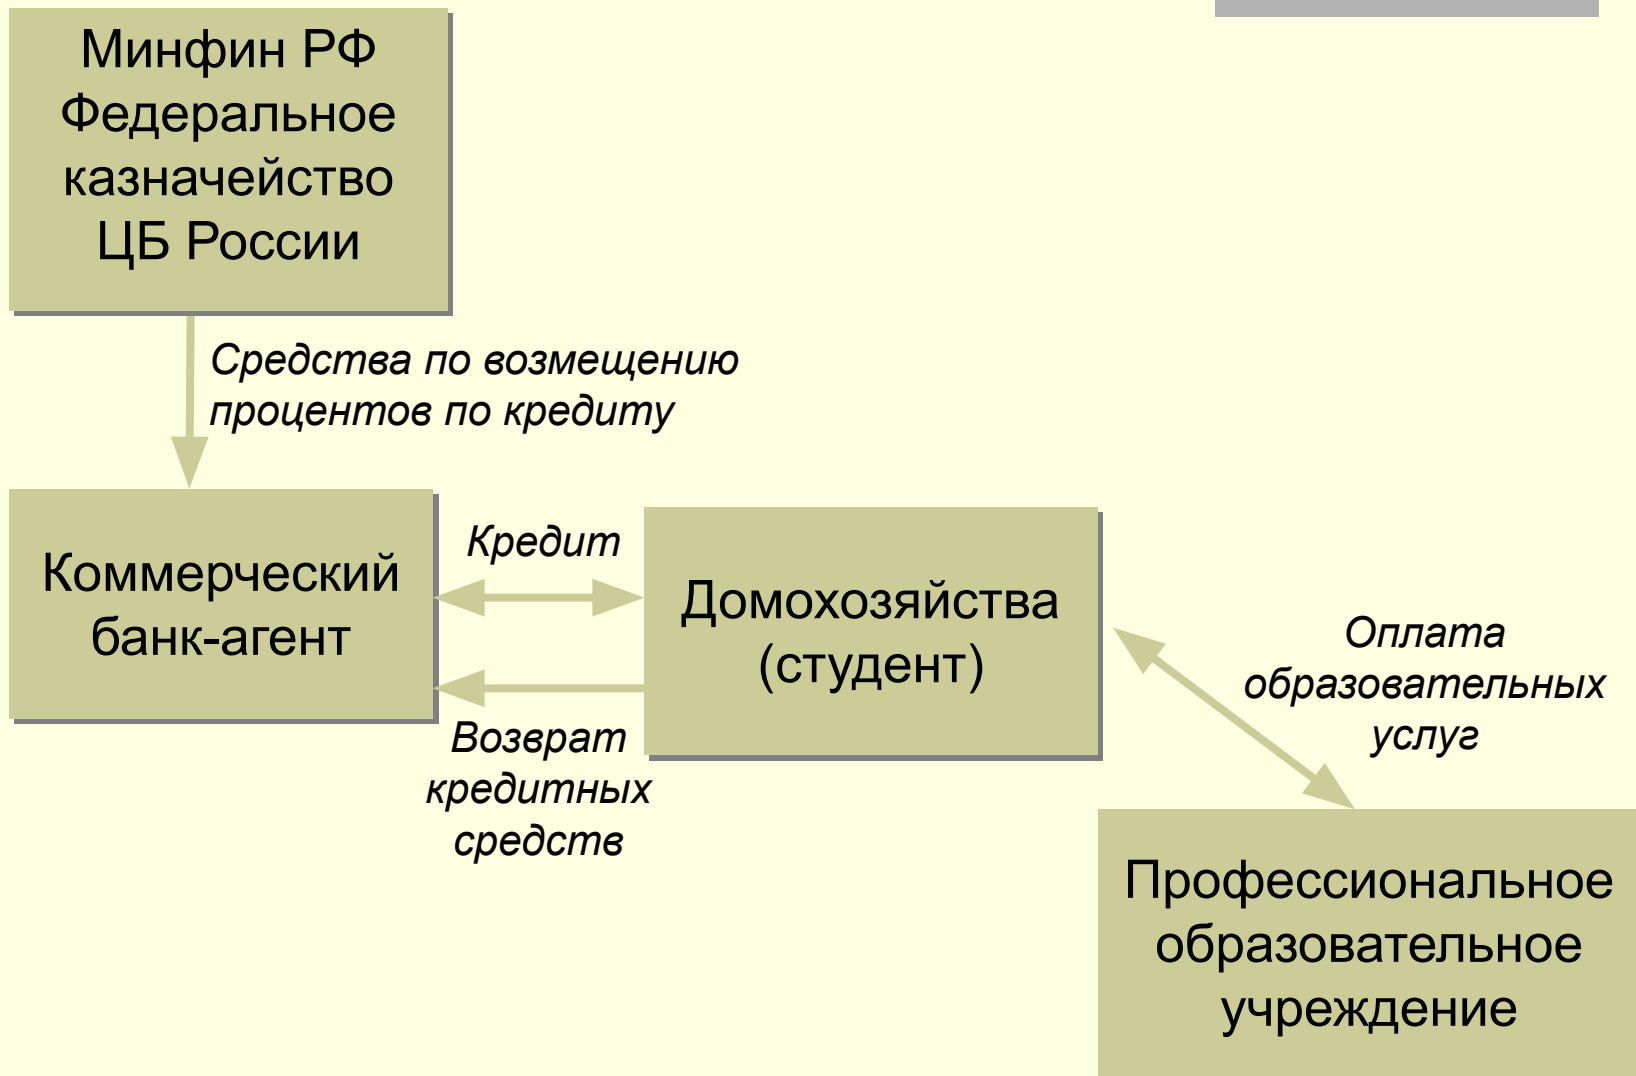 Минфин РФ
Федеральное
казначейство
ЦБ России
Средства по возмещению
процентов по кредиту
Коммерческий
банк-агент
Кредит
Возврат
кредитных
средств
Домохозяйства
(студент)
Оплата
образовательных
услуг
Профессиональное
образовательное
учреждение